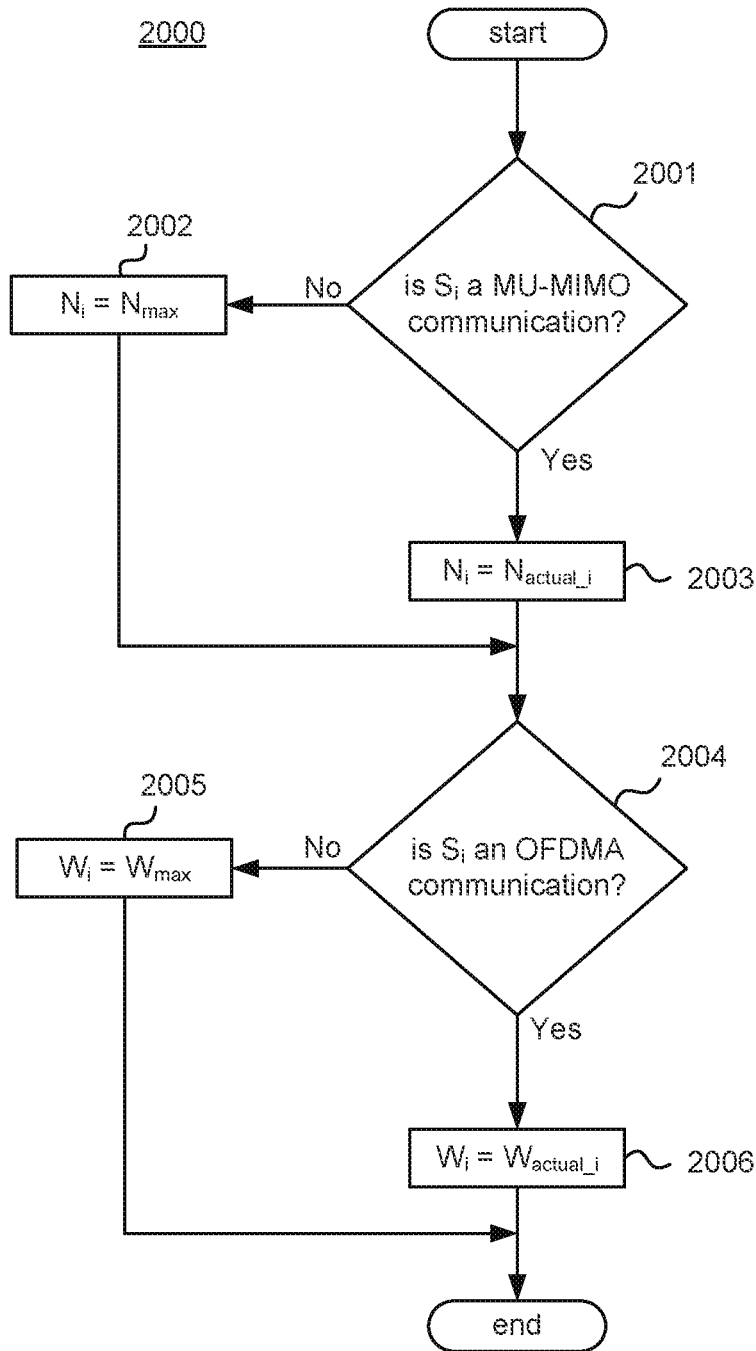 2000
start
2001
is Sᵢ a MU-MIMO
communication?
No
2002
Nᵢ = Nmax
Yes
Nᵢ = Nactual_i
2003
2004
is Sᵢ an OFDMA
communication?
No
2005
Wᵢ = Wmax
Yes
Wᵢ = Wactual_i
2006
end